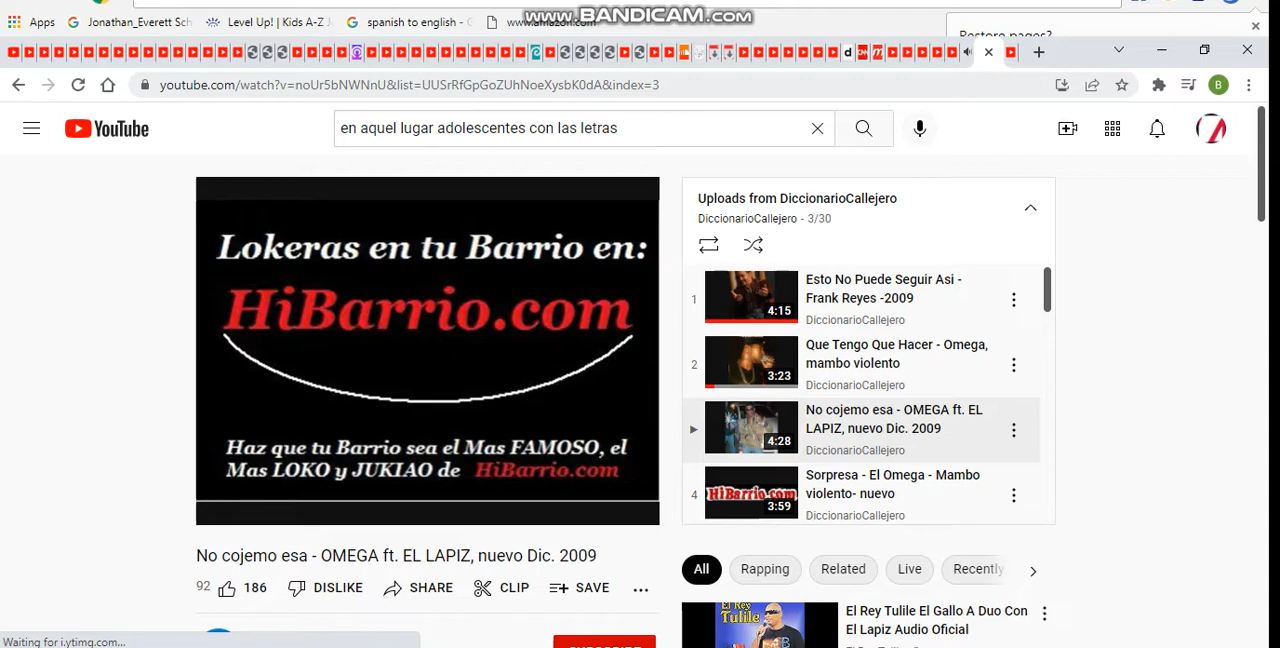 www.BANDICAM.com
Apps
Jonathan_Everett Sch
Level Up! | Kids A-Z
spanish to english - G
www.amazon.com
Restore pages?
youtube.com/watch?v=noUr5bNWNnU&list=UUSrRfGpGoZUhNoeXysbK0dA&index=3
B
YouTube
en aquel lugar adolescentes con las letras
Lokeras en tu Barrio en:
HiBarrio.com
Haz que tu Barrio sea el Mas FAMOSO, el
Mas LOKO y JUKIAO de HiBarrio.com
Uploads from DiccionarioCallejero
DiccionarioCallejero - 3/30
1
4:15
Esto No Puede Seguir Asi -
Frank Reyes -2009
DiccionarioCallejero
2
3:23
Que Tengo Que Hacer - Omega,
mambo violento
DiccionarioCallejero
4:28
No cojemo esa - OMEGA ft. EL
LAPIZ, nuevo Dic. 2009
DiccionarioCallejero
4
HiBarrio.com
3:59
Sorpresa - El Omega - Mambo
violento- nuevo
DiccionarioCallejero
No cojemo esa - OMEGA ft. EL LAPIZ, nuevo Dic. 2009
92
186
DISLIKE
SHARE
CLIP
SAVE
All
Rapping
Related
Live
Recently
El Rey
Tulile
El Rey Tulile El Gallo A Duo Con
El Lapiz Audio Oficial
Waiting for i.ytimg.com...